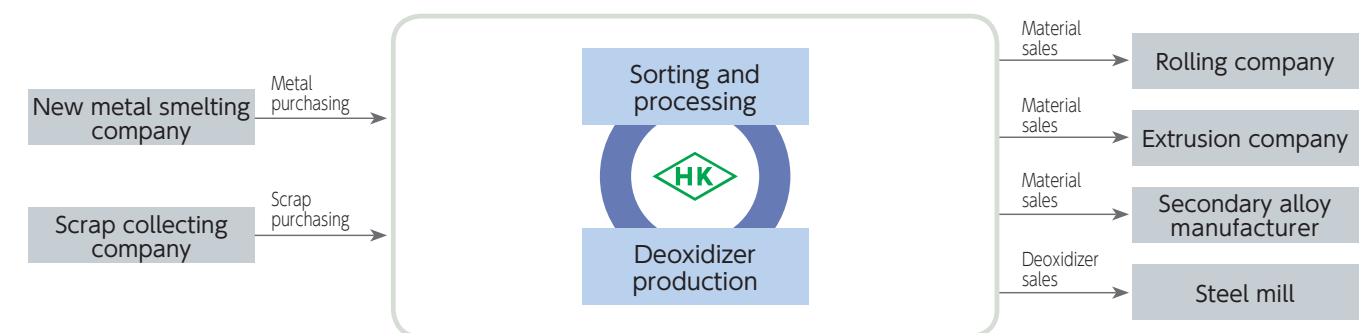 New metal smelting
company
Metal
purchasing
Scrap collecting
company
Scrap
purchasing
Sorting and
processing
HK
Deoxidizer
production
Material
sales
Rolling company
Material
sales
Extrusion company
Material
sales
Secondary alloy
manufacturer
Deoxidizer
sales
Steel mill